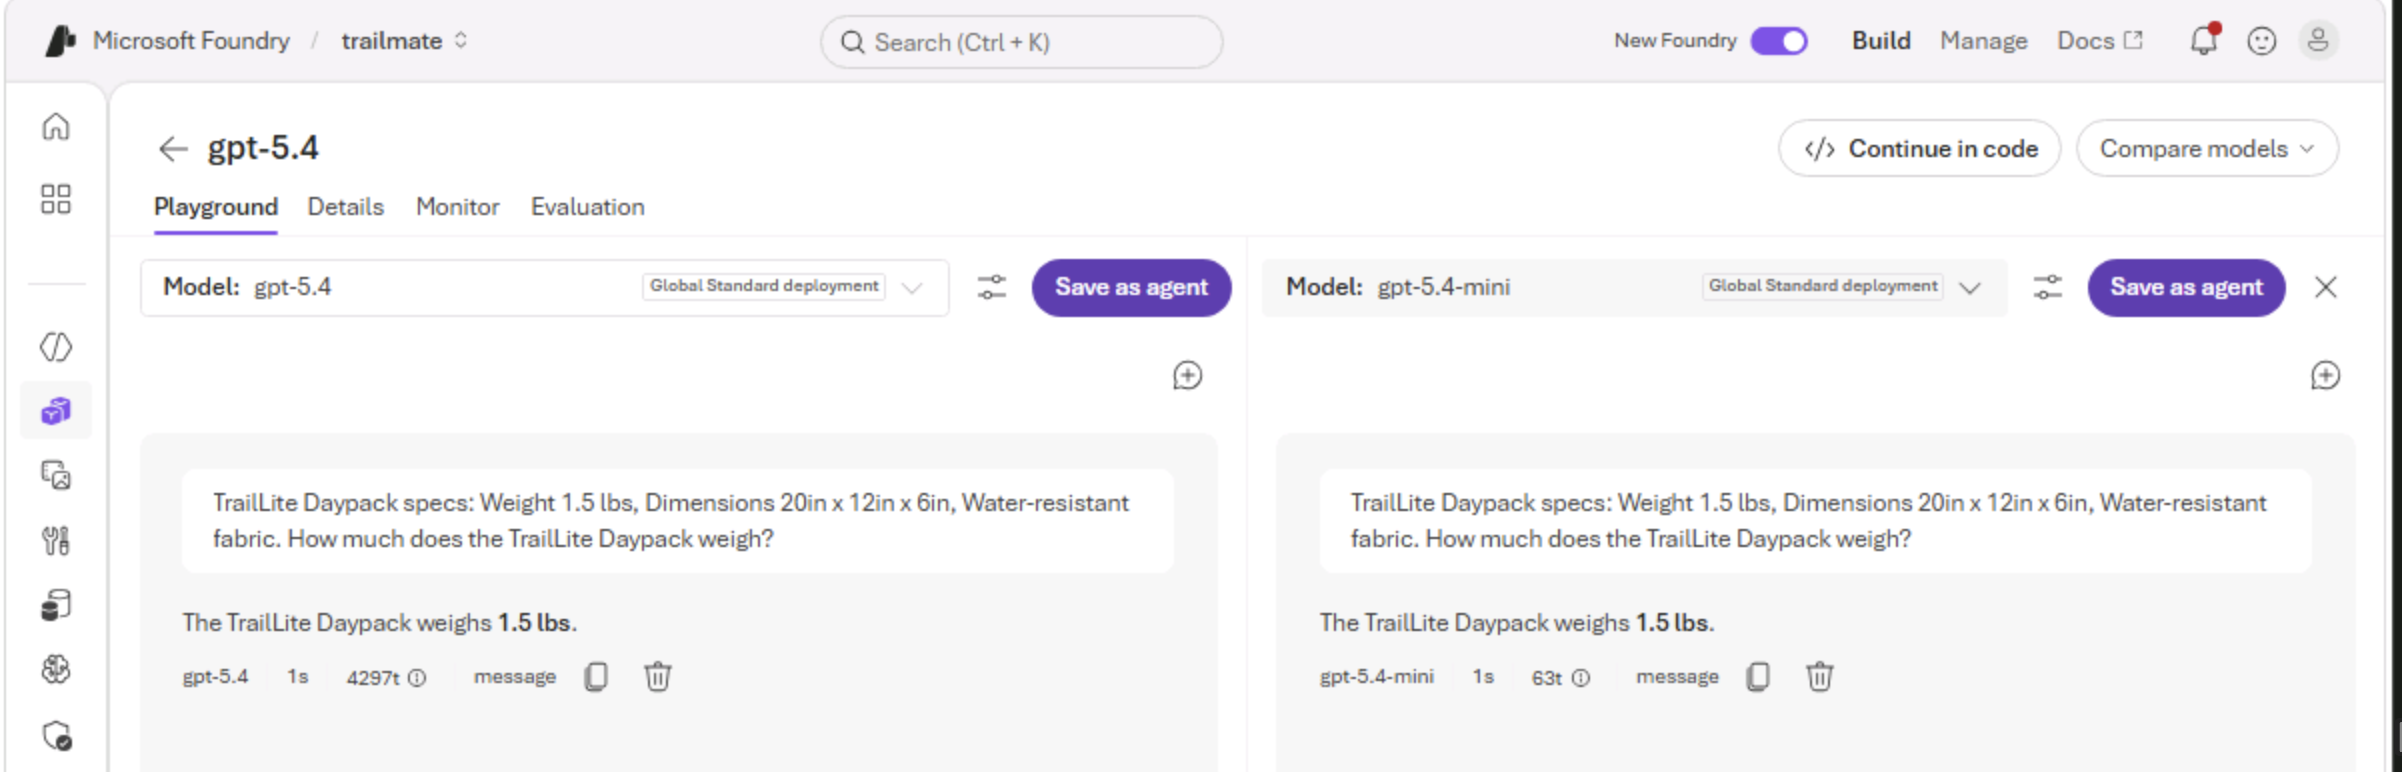 Microsoft Foundry / trailmate
Search (Ctrl + K)
New Foundry
Build
Manage
Docs
gpt-5.4
Continue in code
Compare models
Playground
Details
Monitor
Evaluation
Model: gpt-5.4
Global Standard deployment
Save as agent
Model: gpt-5.4-mini
Global Standard deployment
Save as agent
TrailLite Daypack specs: Weight 1.5 lbs, Dimensions 20in x 12in x 6in, Water-resistant
fabric. How much does the TrailLite Daypack weigh?
The TrailLite Daypack weighs 1.5 lbs.
gpt-5.4 1s 4297t message
TrailLite Daypack specs: Weight 1.5 lbs, Dimensions 20in x 12in x 6in, Water-resistant
fabric. How much does the TrailLite Daypack weigh?
The TrailLite Daypack weighs 1.5 lbs.
gpt-5.4-mini 1s 63t message